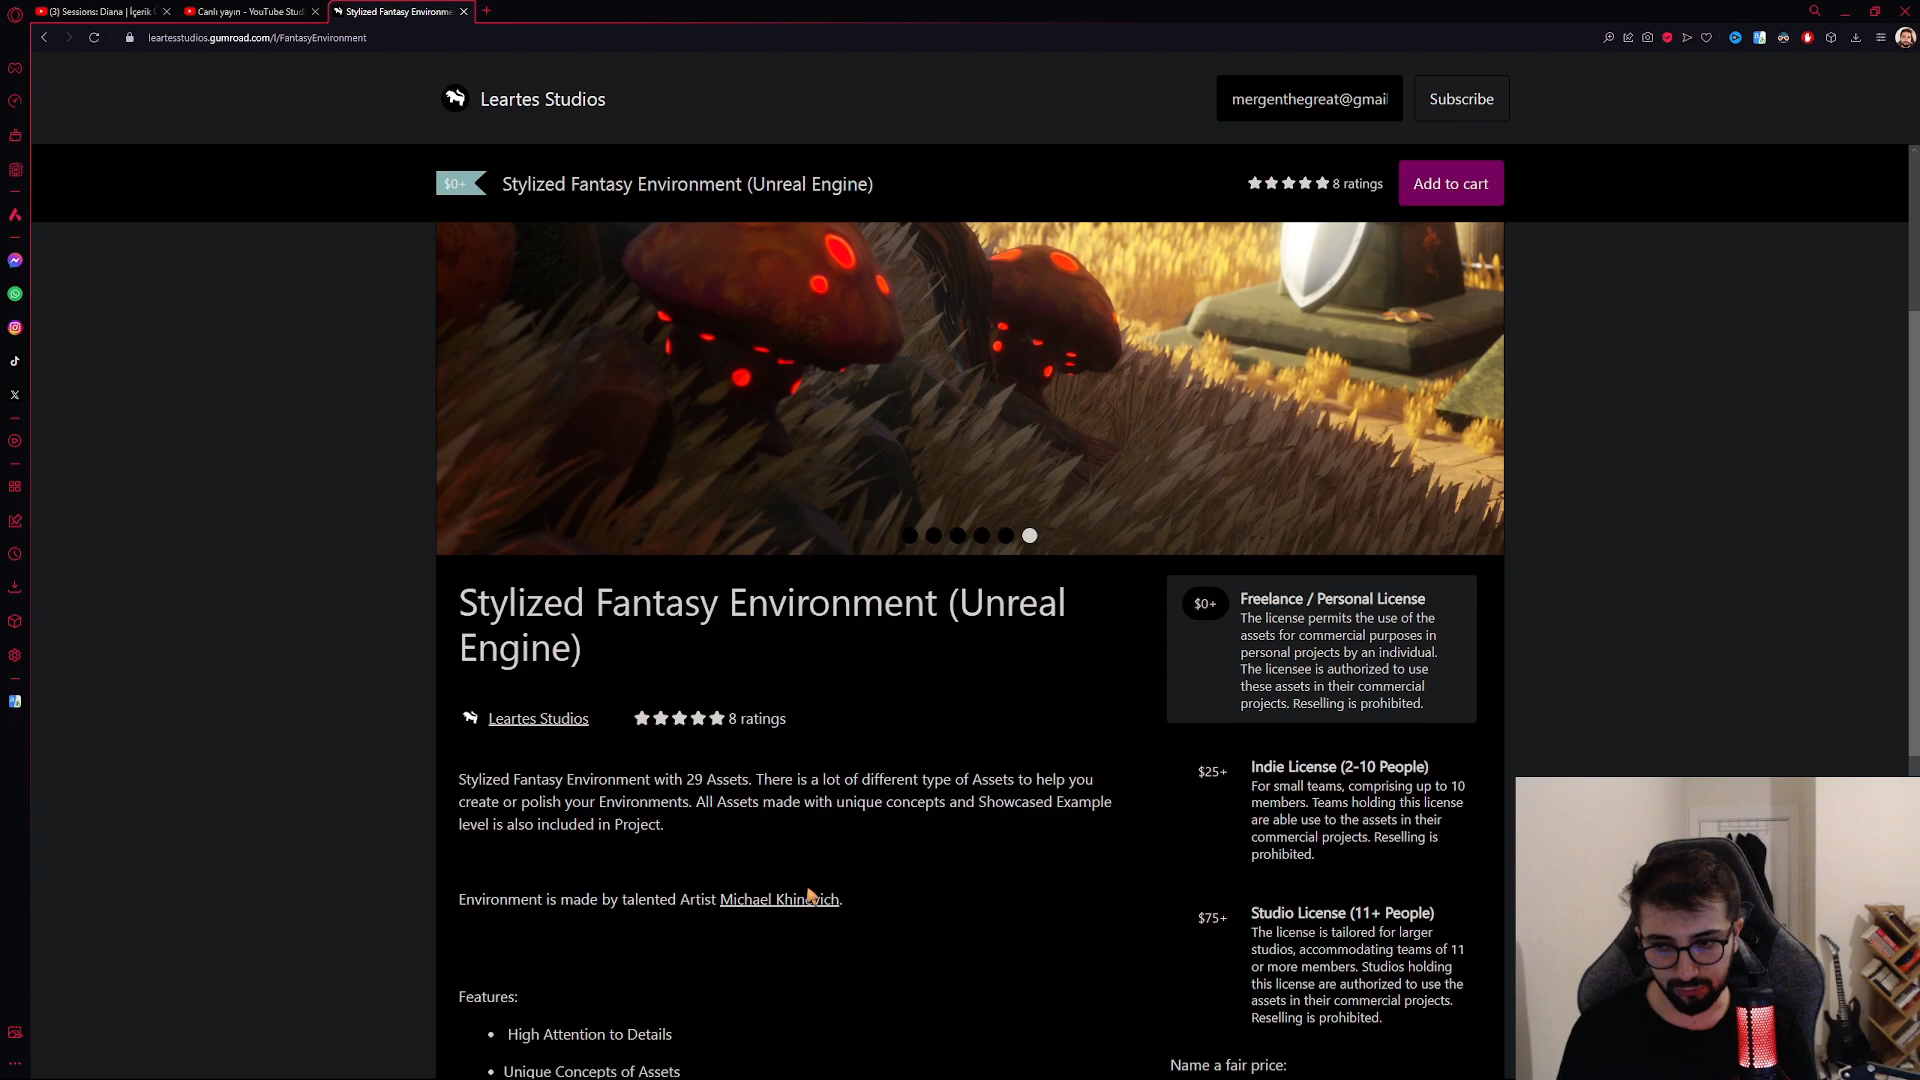 (3) Sessions: Diana | İçerik
Canlı yayın - YouTube Stud
Stylized Fantasy Environme
leartesstudios.gumroad.com/l/FantasyEnvironment
Leartes Studios
mergenthegreat@gmai
Subscribe
$0+
Stylized Fantasy Environment (Unreal Engine)
8 ratings
Add to cart
Stylized Fantasy Environment (Unreal
Engine)
Leartes Studios
8 ratings
Stylized Fantasy Environment with 29 Assets. There is a lot of different type of Assets to help you
create or polish your Environments. All Assets made with unique concepts and Showcased Example
level is also included in Project.
Environment is made by talented Artist Michael Khinevich.
Features:
• High Attention to Details
• Unique Concepts of Assets
$0+
Freelance / Personal License
The license permits the use of the
assets for commercial purposes in
personal projects by an individual.
The licensee is authorized to use
these assets in their commercial
projects. Reselling is prohibited.
$25+
Indie License (2-10 People)
For small teams, comprising up to 10
members. Teams holding this license
are able use to the assets in their
commercial projects. Reselling is
prohibited.
$75+
Studio License (11+ People)
The license is tailored for larger
studios, accommodating teams of 11
or more members. Studios holding
this license are authorized to use the
assets in their commercial projects.
Reselling is prohibited.
Name a fair price: